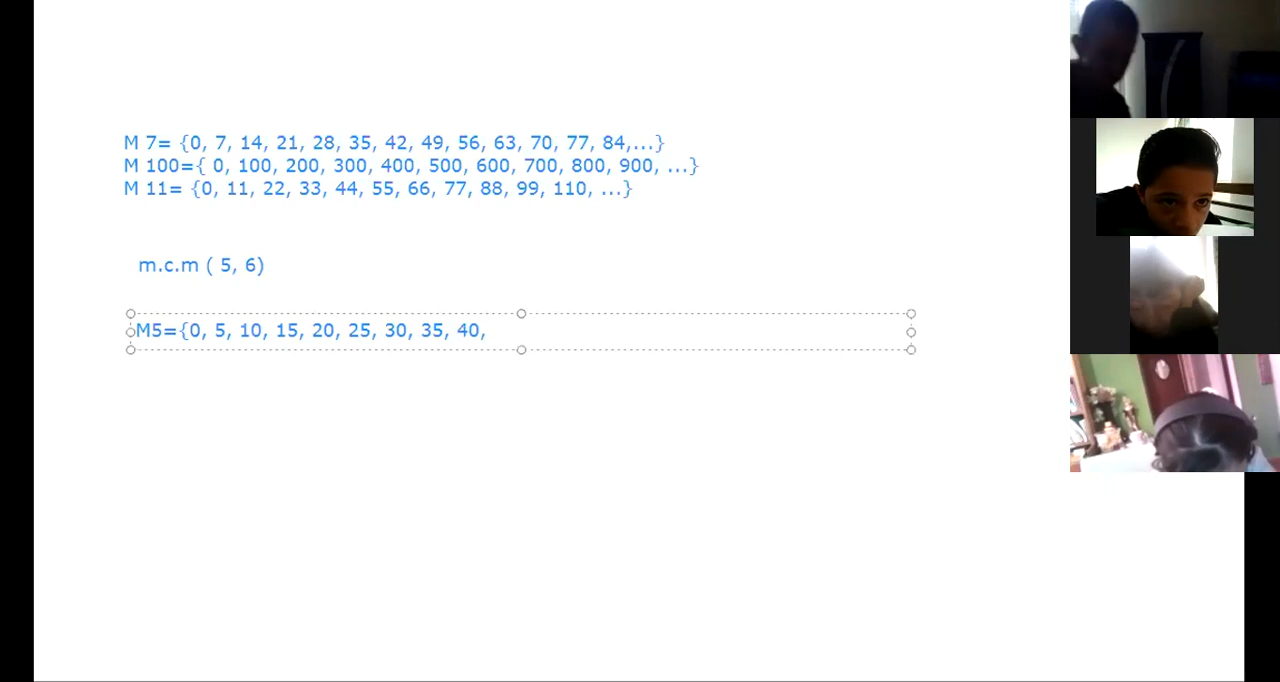 M 7= {0, 7, 14, 21, 28, 35, 42, 49, 56, 63, 70, 77, 84,...}
M 100={ 0, 100, 200, 300, 400, 500, 600, 700, 800, 900, ...}
M 11= {0, 11, 22, 33, 44, 55, 66, 77, 88, 99, 110, ...}
m.c.m ( 5, 6)
M5={0, 5, 10, 15, 20, 25, 30, 35, 40,